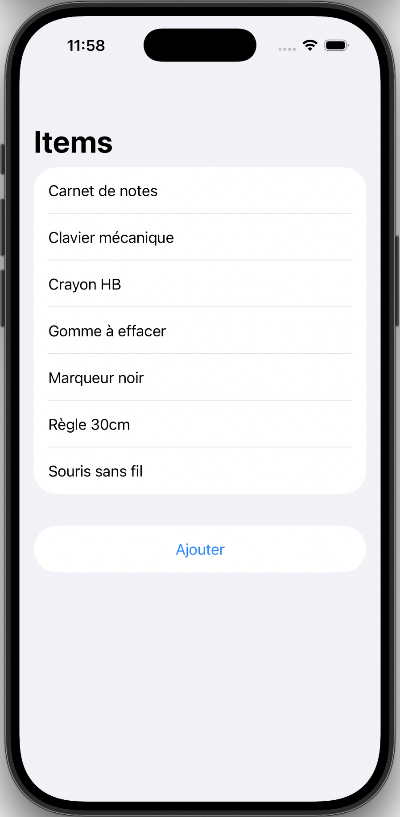 11:58
Items
Carnet de notes
Clavier mécanique
Crayon HB
Gomme à effacer
Marqueur noir
Règle 30cm
Souris sans fil
Ajouter